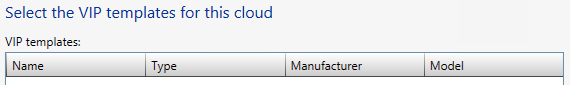 Select the VIP templates for this cloud
VIP templates:
Name Type Manufacturer Model